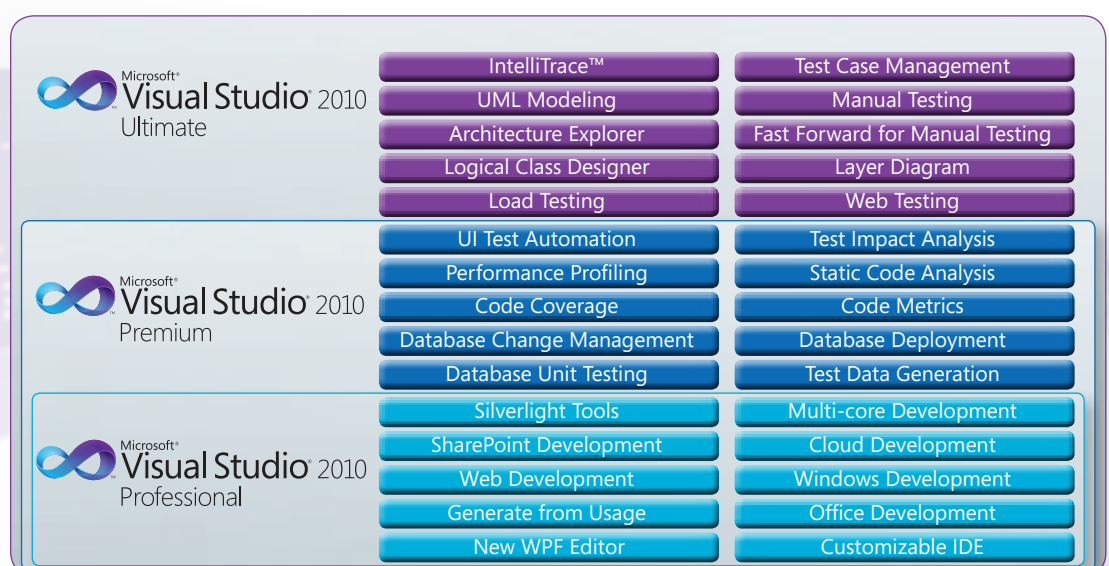 Microsoft®
Visual Studio® 2010
Ultimate
IntelliTrace™
Test Case Management
UML Modeling
Manual Testing
Architecture Explorer
Fast Forward for Manual Testing
Logical Class Designer
Layer Diagram
Load Testing
Web Testing
Microsoft®
Visual Studio® 2010
Premium
UI Test Automation
Test Impact Analysis
Performance Profiling
Static Code Analysis
Code Coverage
Code Metrics
Database Change Management
Database Deployment
Database Unit Testing
Test Data Generation
Microsoft®
Visual Studio® 2010
Professional
Silverlight Tools
Multi-core Development
SharePoint Development
Cloud Development
Web Development
Windows Development
Generate from Usage
Office Development
New WPF Editor
Customizable IDE